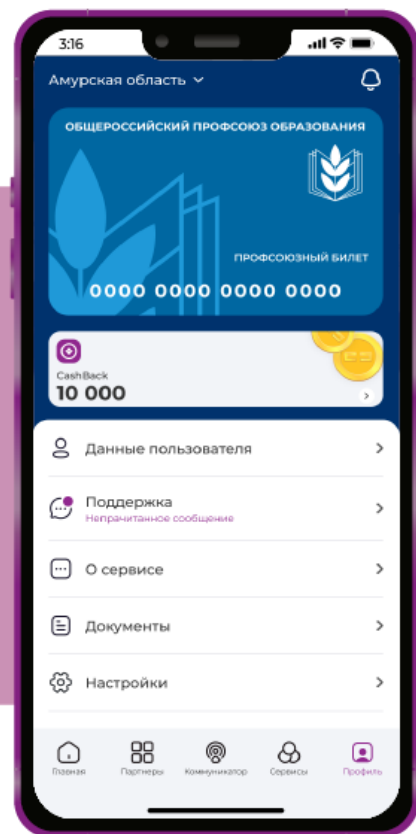 3:16
Амурская область
ОБЩЕРОССИЙСКИЙ ПРОФСОЮЗ ОБРАЗОВАНИЯ
ПРОФСОЮЗНЫЙ БИЛЕТ
0000 0000 0000 0000
CashBack
10 000
Данные пользователя
Поддержка
Непрачитанное сообщение
О сервисе
Документы
Настройки
Главная Партнеры Коммуникатор Сервисы Профиль